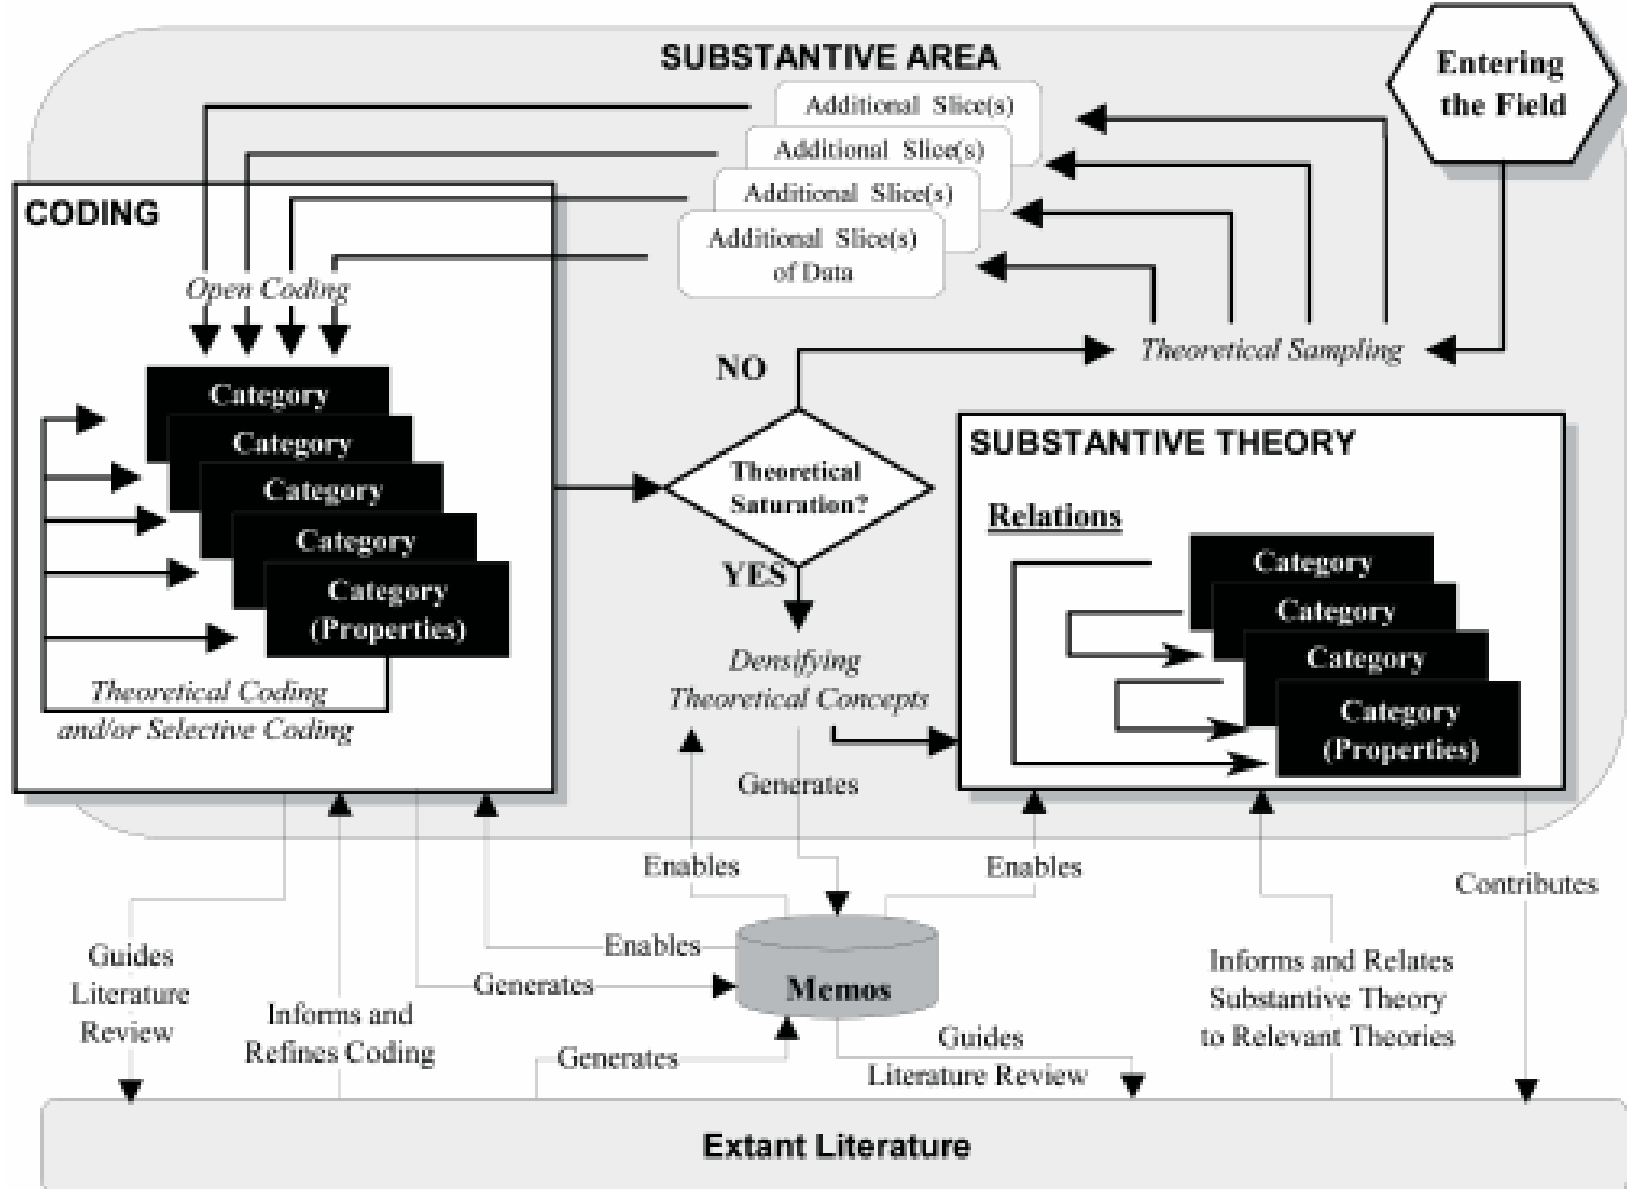 SUBSTANTIVE AREA
Entering
the Field
Additional Slice(s)
Additional Slice(s)
Additional Slice(s)
Additional Slice(s)
of Data
CODING
Open Coding
Category
Category
Category
Category
Category
(Properties)
Theoretical Coding
and/or Selective Coding
NO
Theoretical Sampling
Theoretical
Saturation?
YES
Densifying
Theoretical Concepts
SUBSTANTIVE THEORY
Relations
Category
Category
Category
Category
(Properties)
Generates
Enables
Enables
Contributes
Guides
Literature
Review
Informs and
Refines Coding
Enables
Generates
Memos
Generates
Guides
Literature Review
Informs and Relates
Substantive Theory
to Relevant Theories
Extant Literature